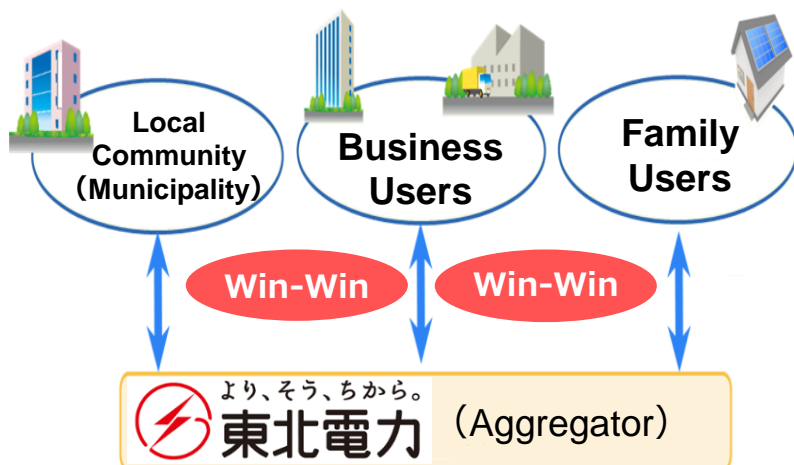 Local
Community
（Municipality）
Business
Users
Family
Users
Win-Win
Win-Win
より、そう、ちから。
東北電力
（Aggregator）